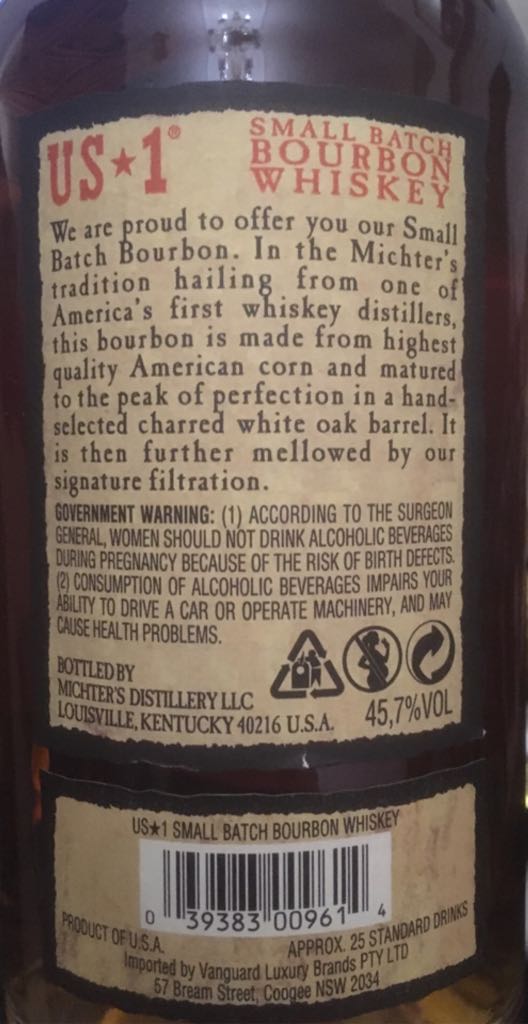 US★1®
SMALL BATCH
BOURBON
WHISKEY
We are proud to offer you our Small
Batch Bourbon. In the Michter's
tradition hailing from one of
America's first whiskey distillers,
this bourbon is made from highest
quality American corn and matured
to the peak of perfection in a hand-
selected charred white oak barrel. It
is then further mellowed by our
signature filtration.
GOVERNMENT WARNING: (1) ACCORDING TO THE SURGEON
GENERAL, WOMEN SHOULD NOT DRINK ALCOHOLIC BEVERAGES
DURING PREGNANCY BECAUSE OF THE RISK OF BIRTH DEFECTS.
(2) CONSUMPTION OF ALCOHOLIC BEVERAGES IMPAIRS YOUR
ABILITY TO DRIVE A CAR OR OPERATE MACHINERY, AND MAY
CAUSE HEALTH PROBLEMS.
BOTTLED BY
MICHTER'S DISTILLERY LLC
LOUISVILLE, KENTUCKY 40216 U.S.A.
45,7%VOL
US★1 SMALL BATCH BOURBON WHISKEY
0 39383 00961 4
PRODUCT OF U.S.A.
APPROX. 25 STANDARD DRINKS
Imported by Vanguard Luxury Brands PTY LTD
57 Bream Street, Coogee NSW 2034